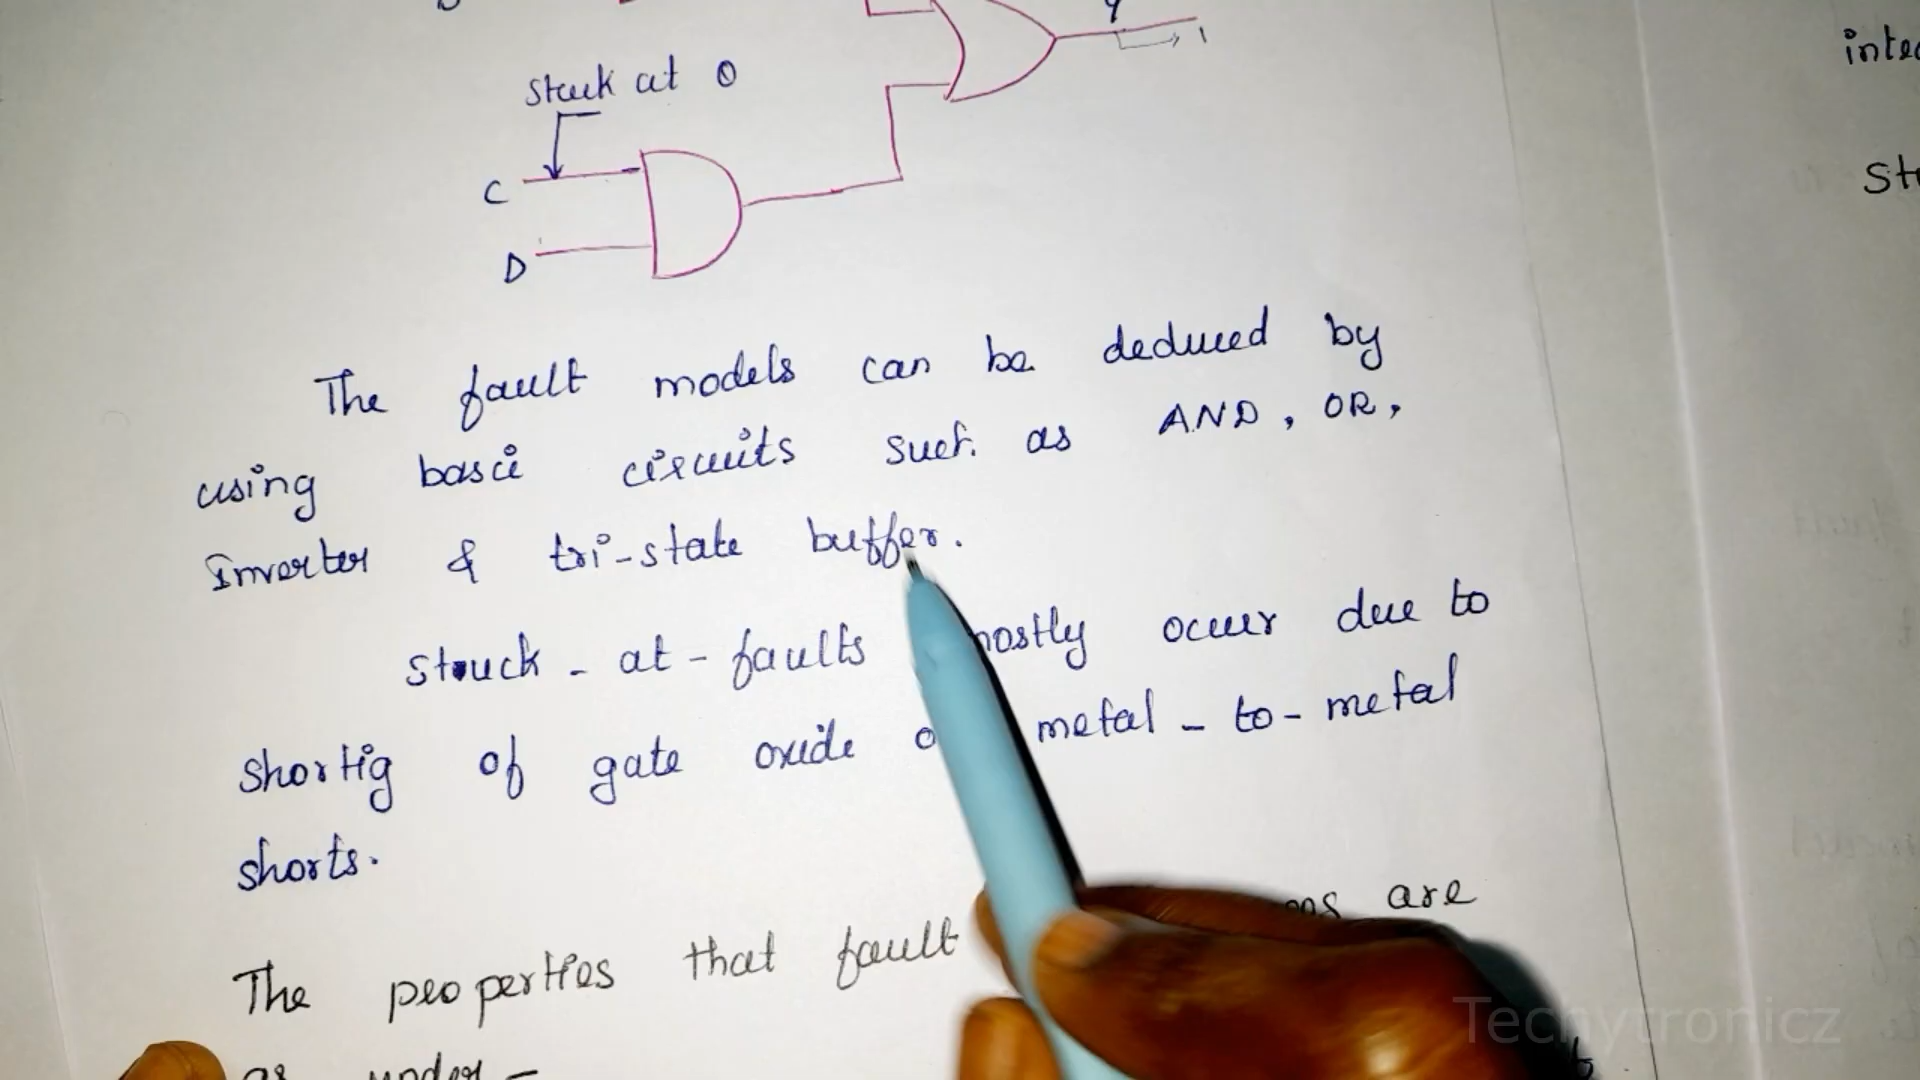 Y
1
Stuck at 0
C
D
The fault models can be deduced by
using basic circuits such as AND, OR,
Inverter & tri-state buffer.
Stuck - at - faults mostly occur due to
Shortig of gate oxide metal - to - metal
shorts.
The properties that fault are
as under -
Techytronicz